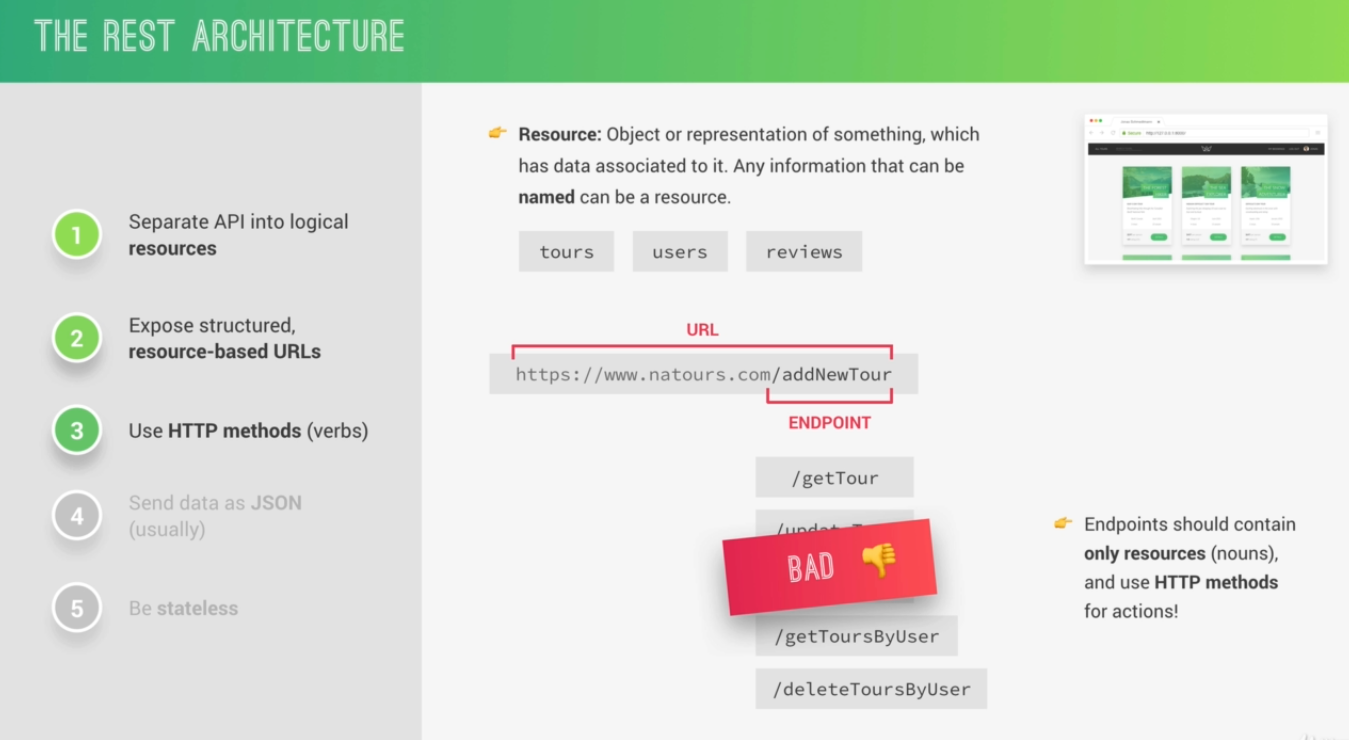 THE REST ARCHITECTURE
1
Separate API into logical
resources
2
Expose structured,
resource-based URLs
3
Use HTTP methods (verbs)
4
Send data as JSON
(usually)
5
Be stateless
Resource: Object or representation of something, which
has data associated to it. Any information that can be
named can be a resource.
tours users reviews
URL
https://www.natours.com/addNewTour
ENDPOINT
/getTour
BAD
/getToursByUser
/deleteToursByUser
Endpoints should contain
only resources (nouns),
and use HTTP methods
for actions!